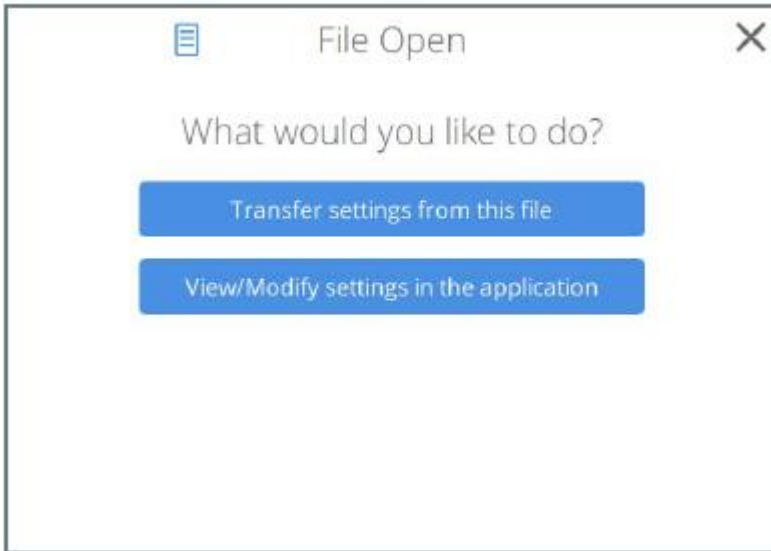 File Open
What would you like to do?
Transfer settings from this file
View/Modify settings in the application